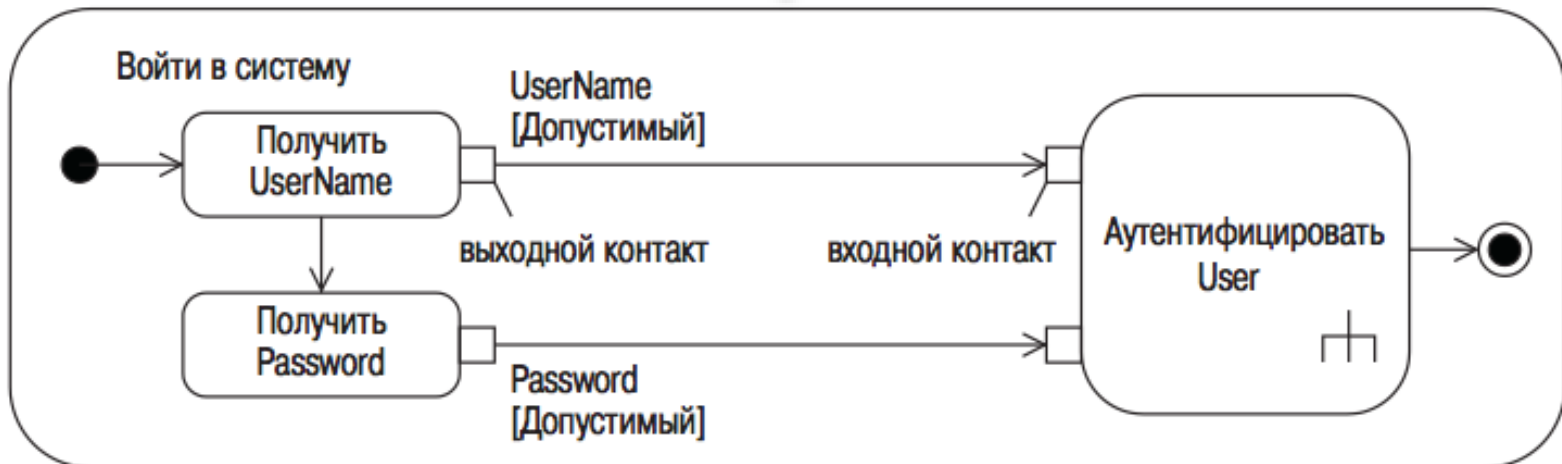 Войти в систему
UserName
[Допустимый]
Получить
UserName
выходной контакт
входной контакт
Аутентифицировать
User
Получить
Password
Password
[Допустимый]